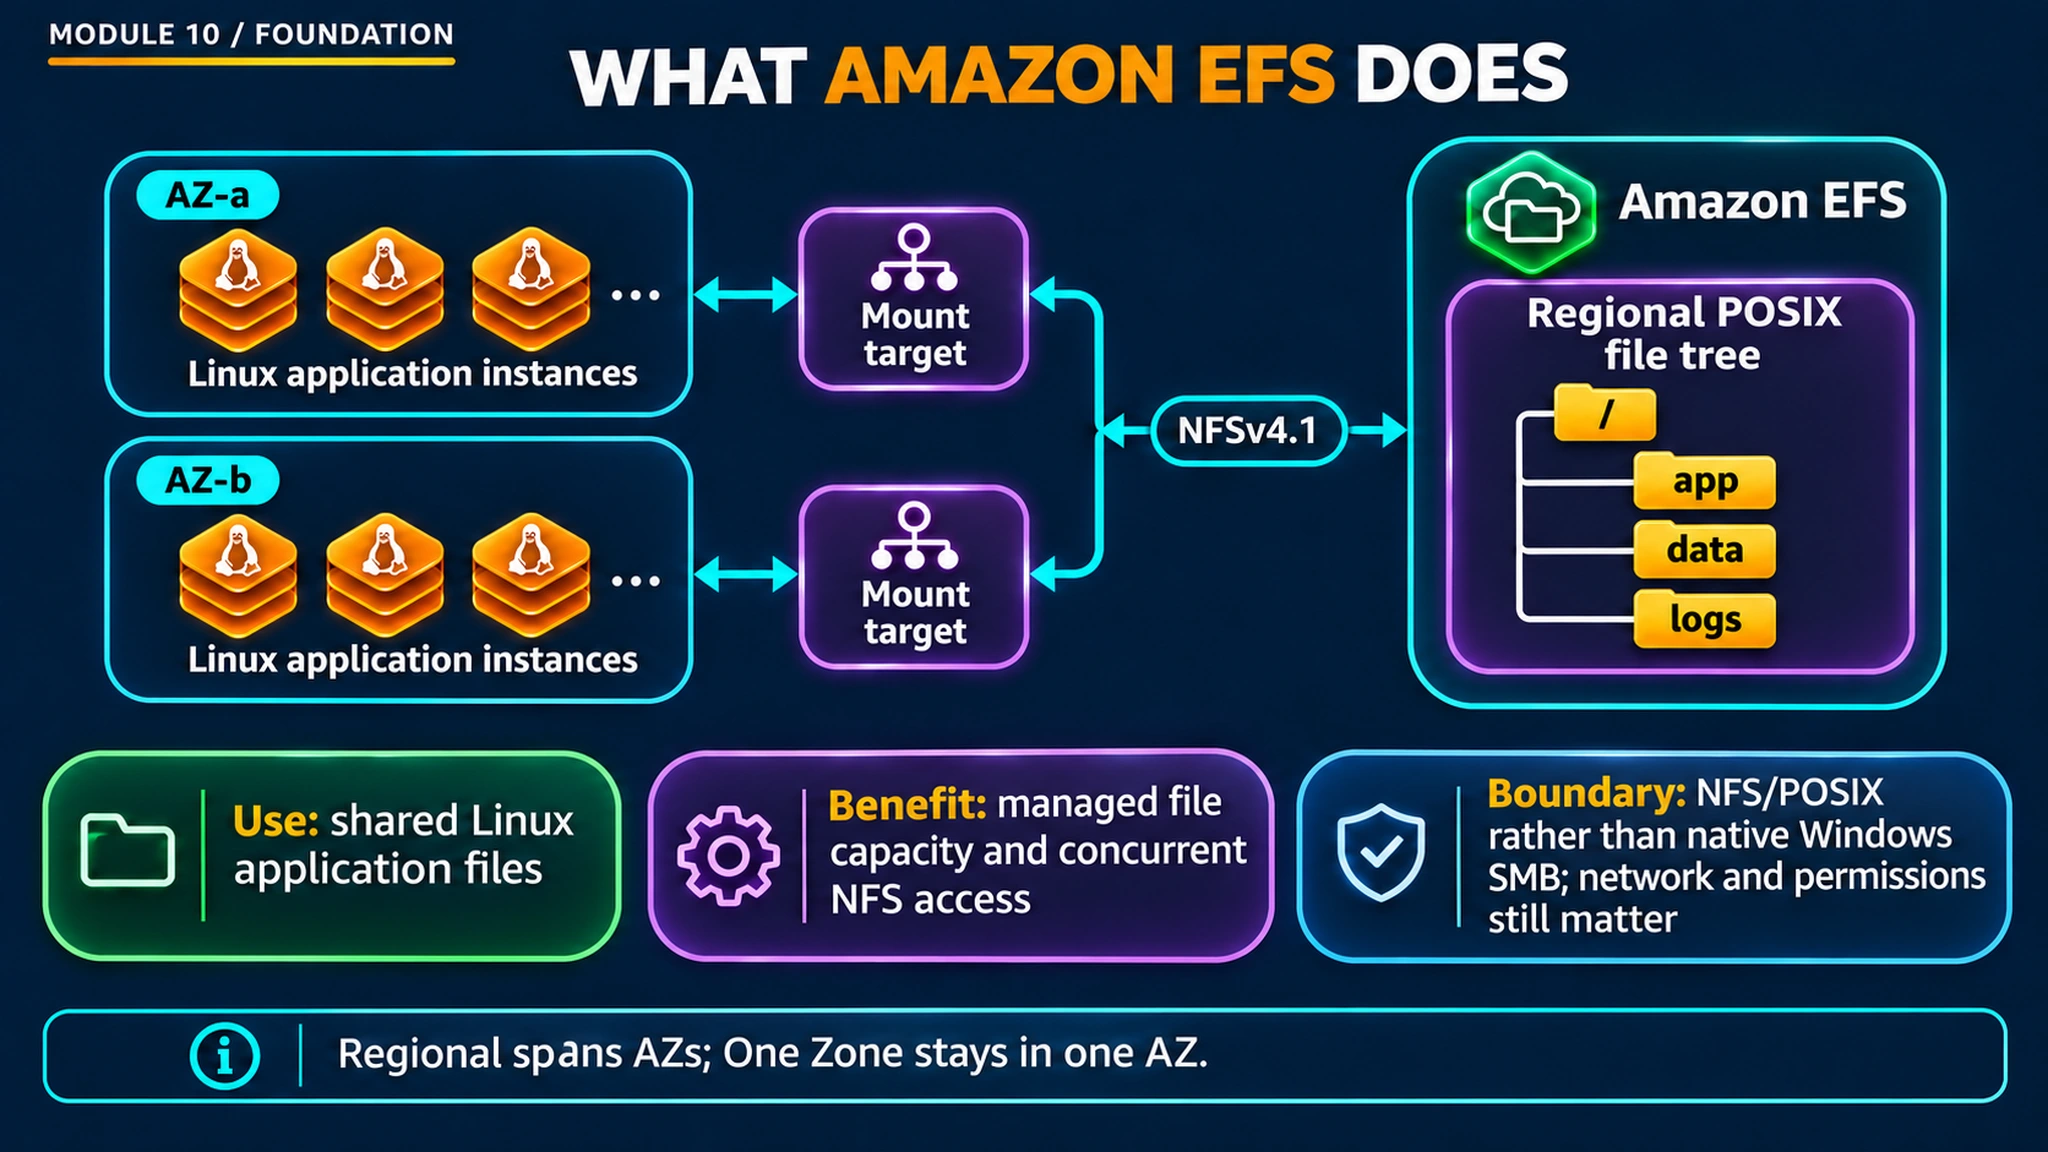 MODULE 10 / FOUNDATION
WHAT AMAZON EFS DOES
AZ-a
Linux application instances
Mount
target
AZ-b
Linux application instances
Mount
target
NFSv4.1
Amazon EFS
Regional POSIX
file tree
/
app
data
logs
Use: shared Linux
application files
Benefit: managed file
capacity and concurrent
NFS access
Boundary: NFS/POSIX
rather than native Windows
SMB; network and permissions
still matter
Regional spans AZs; One Zone stays in one AZ.